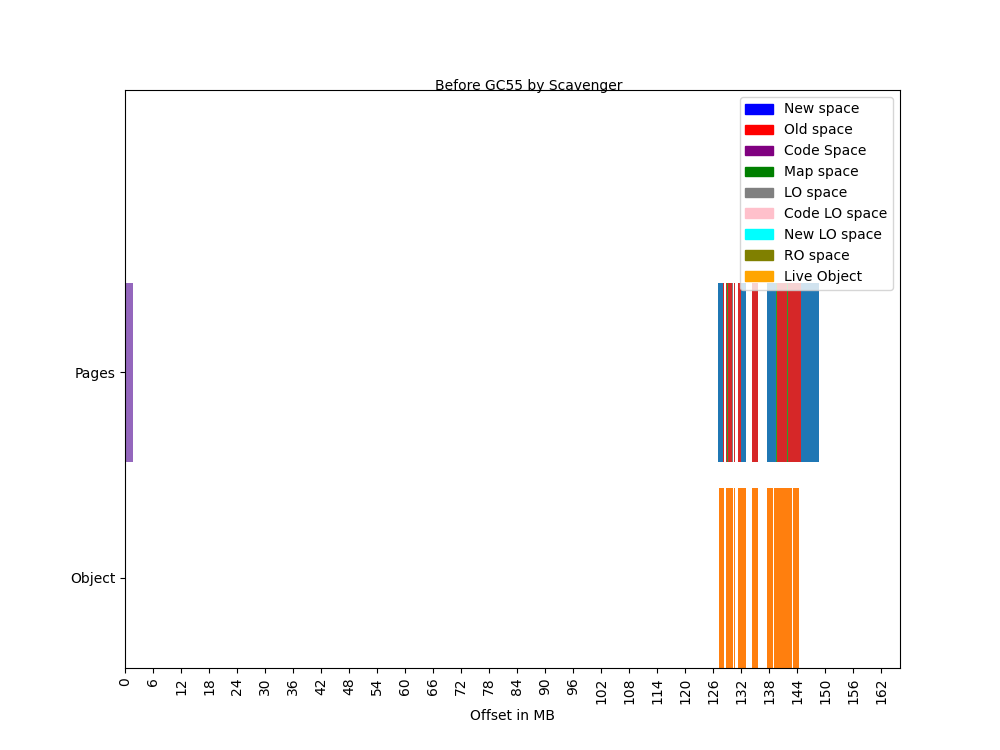 Before GC55 by Scavenger
New space
Old space
Code Space
Map space
LO space
Code LO space
New LO space
RO space
Live Object
Pages
Object
0 6 12 18 24 30 36 42 48 54 60 66 72 78 84 90 96 102 108 114 120 126 132 138 144 150 156 162
Offset in MB